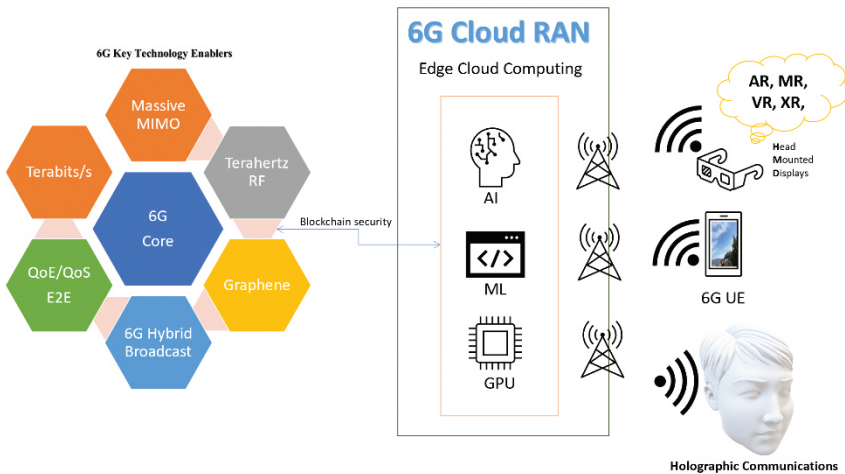 6G Key Technology Enablers
Massive
MIMO
Terabits/s
Terahertz
RF
6G
Core
QoE/QoS
E2E
Graphene
6G Hybrid
Broadcast
Blockchain security
6G Cloud RAN
Edge Cloud Computing
AI
</>
ML
GPU
AR, MR,
VR, XR,
Head
Mounted
Displays
6G UE
Holographic Communications